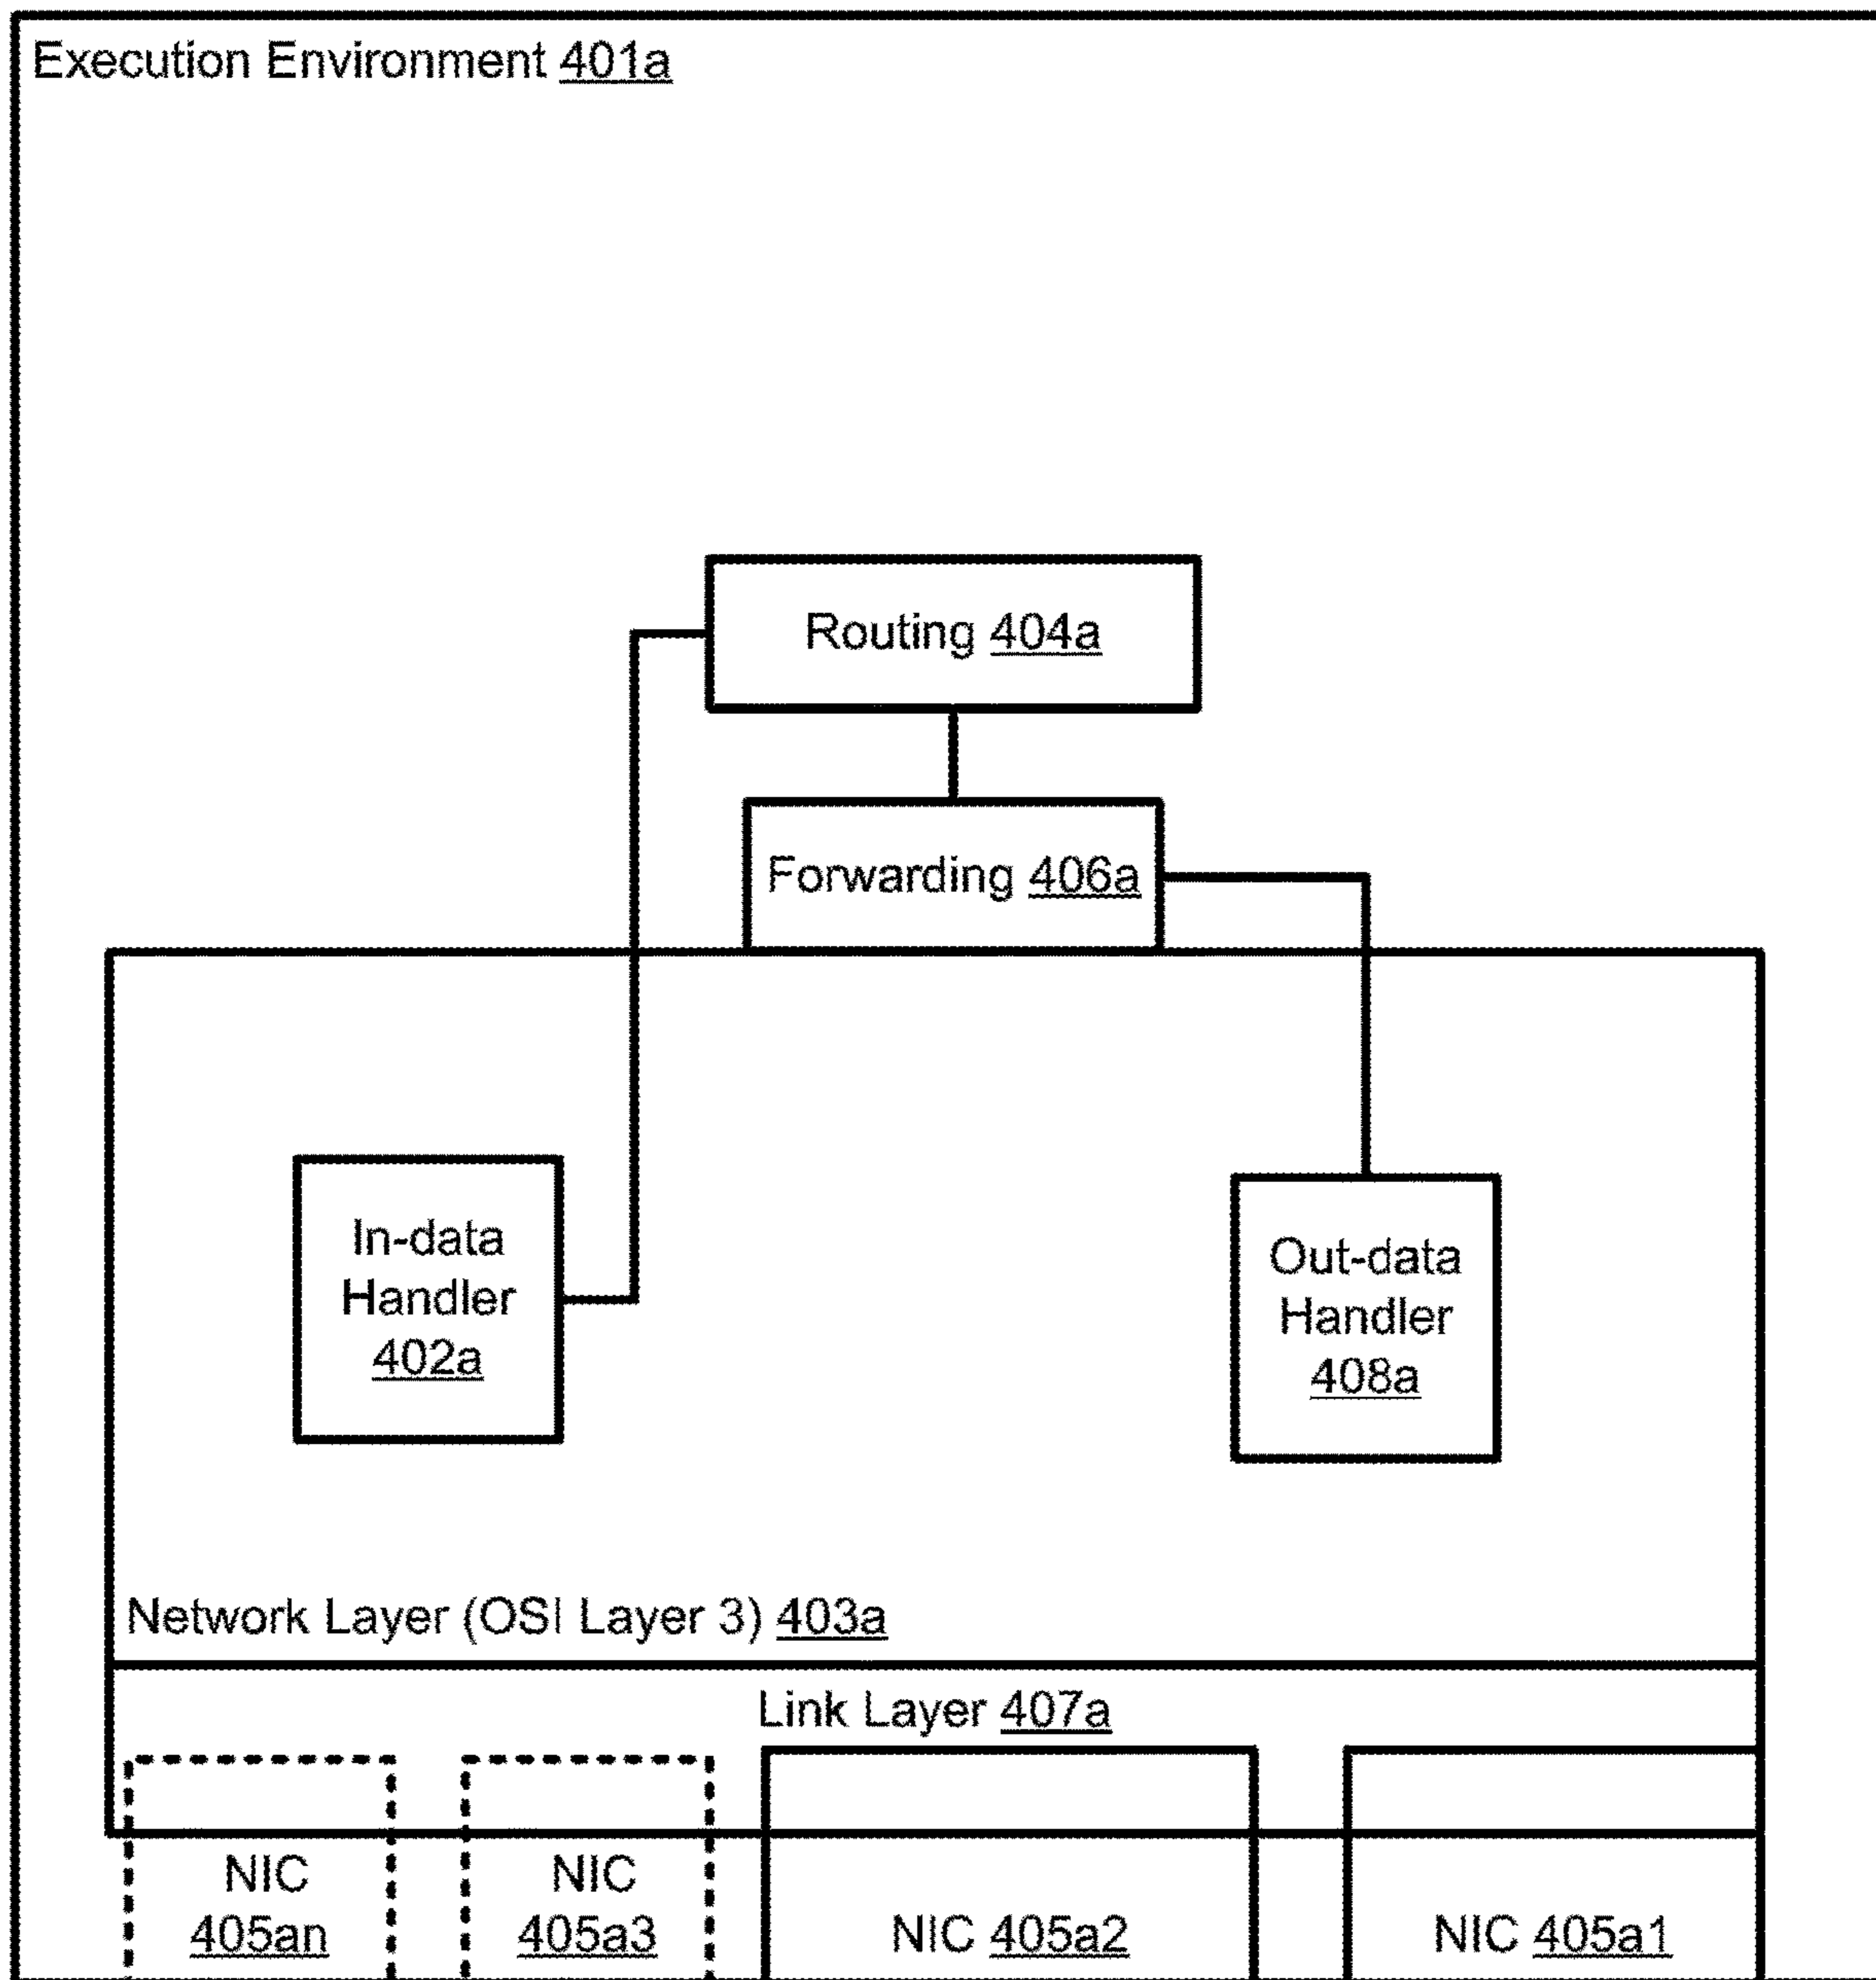 Execution Environment 401a
Routing 404a
Forwarding 406a
In-data
Handler
402a
Out-data
Handler
408a
Network Layer (OSI Layer 3) 403a
Link Layer 407a
NIC
405an
NIC
405a3
NIC 405a2
NIC 405a1